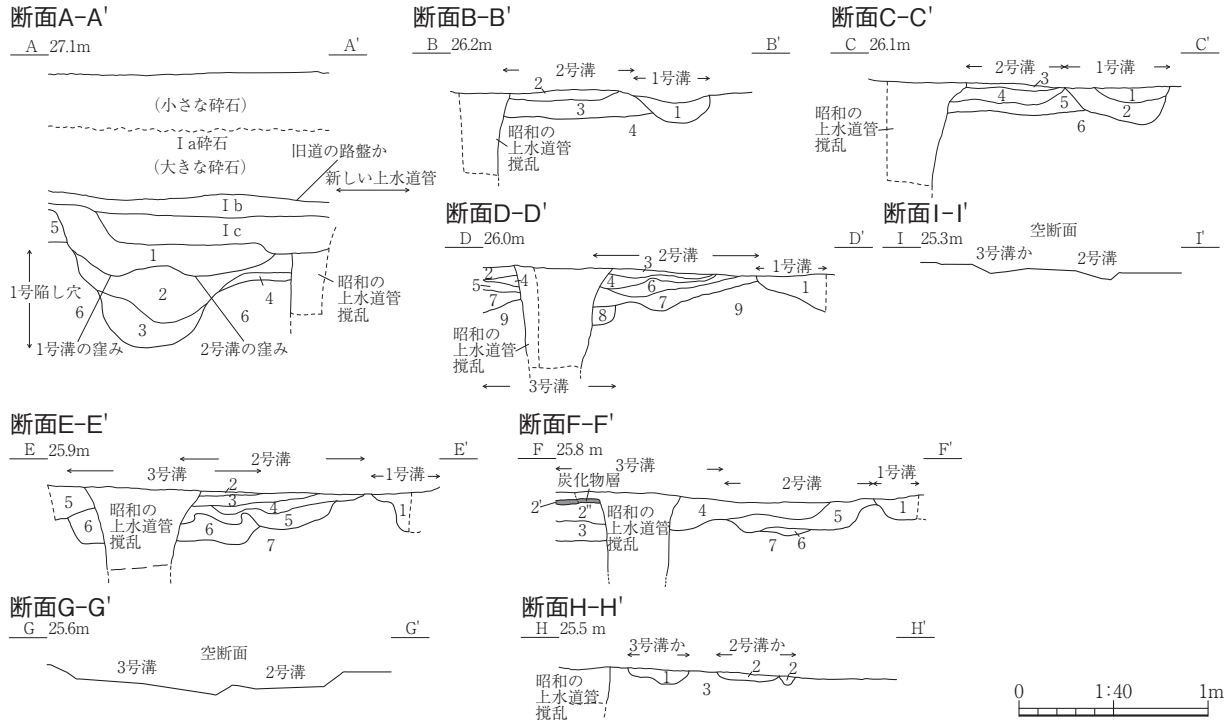 断面A-A'
A 27.1m A'
(小さな砕石)
Ⅰa砕石
(大きな砕石)
旧道の路盤か
新しい上水道管
Ⅰb
Ⅰc
5
1
2
3
4
6
6
1号陥し穴
昭和の
上水道管
撹乱
1号溝の窪み
2号溝の窪み
断面B-B'
B 26.2m B'
2号溝
1号溝
2
3
1
4
昭和の
上水道管
撹乱
断面C-C'
C 26.1m C'
2号溝
1号溝
3
4
5
1
2
6
昭和の
上水道管
撹乱
断面D-D'
D 26.0m D'
2号溝
1号溝
2
4
5
7
9
3
4
6
7
8
9
1
昭和の
上水道管
撹乱
3号溝
断面I-I'
空断面
I 25.3m I'
3号溝か
2号溝
断面E-E'
E 25.9m E'
3号溝
2号溝
1号溝
2
3
4
5
6
5
6
7
1
昭和の
上水道管
撹乱
断面F-F'
F 25.8 m F'
3号溝
2号溝
1号溝
炭化物層
2'
2"
3
昭和の
上水道管
撹乱
4
5
6
7
1
断面G-G'
G 25.6m G'
空断面
3号溝
2号溝
断面H-H'
H 25.5 m H'
3号溝か
2号溝か
1
2
2
3
昭和の
上水道管
撹乱
0 1:40 1m